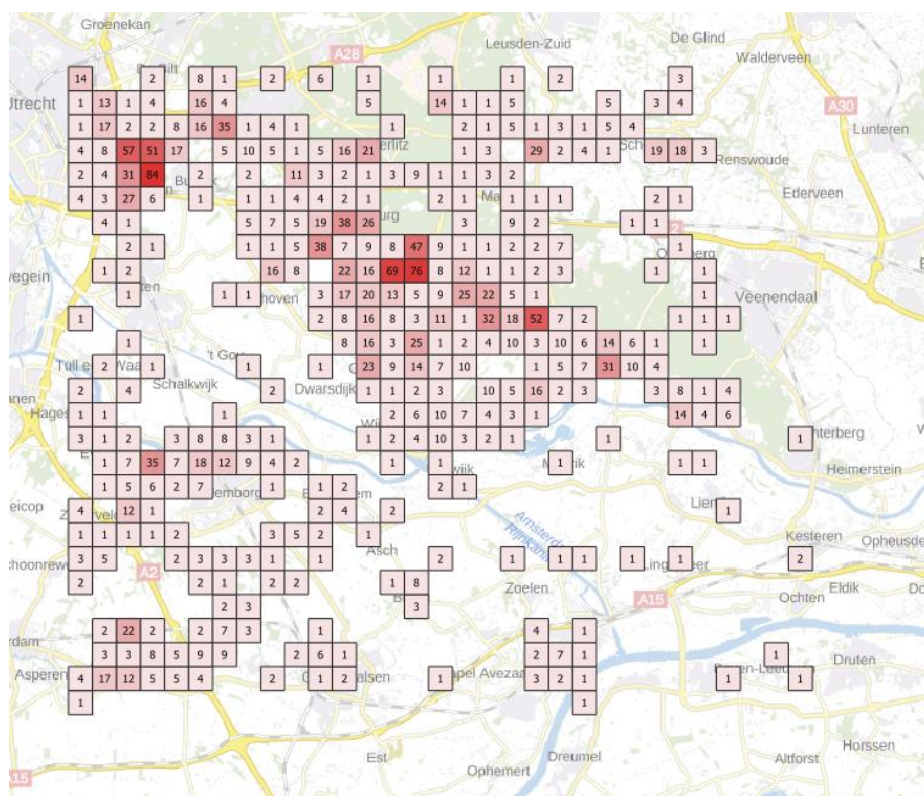 Groenekan
De Glind
Leusden-Zuid
A28
Walderveen
14 2 8 1 2 6 1 1 1 2 3
Utrecht
1 13 1 4 16 4 5 14 1 1 5 5 3 4
A30
1 17 2 2 8 16 35 1 4 1 1 2 1 5 1 3 1 5 4
Lunteren
4 8 57 51 17 5 10 5 1 5 16 21 1 3 29 2 4 1 19 18 3
Renswoude
2 4 31 84 2 2 11 3 2 1 3 9 1 1 3 2
Ederveen
4 3 27 6 1 1 1 4 4 2 1 2 1 1 1 1 2 1
4 1 5 7 5 19 38 26 3 9 2 1 1
2 1 1 1 5 38 7 9 8 47 9 1 1 2 2 7 1
1 2 16 8 22 16 69 76 8 12 1 1 2 3 1 1
1 1 1 3 17 20 13 5 9 25 22 5 1 1
Veenendaal
1 2 8 16 8 3 11 1 32 18 52 7 2 1 1 1
1 8 16 3 25 1 2 4 10 3 10 6 14 6 1 1
2 1 1 1 23 9 14 7 10 1 5 7 31 10 4
Schalkwijk
Dwarsdijk
2 4 2 1 1 2 3 10 5 16 2 3 3 8 1 4
1 1 1 2 6 10 7 4 3 1 14 4 6
3 1 2 3 8 8 3 1 1 2 4 10 3 2 1 1 1
1 7 35 7 18 12 9 4 2 1 1 1 1 1
Heimerstein
1 5 6 2 7 1 1 2 2 1
4 12 1 2 4 2 1
1 1 1 1 2 3 5 2 1
Kesteren
Asch
3 5 2 3 3 3 1 1 2 1 1 1 1 1 2
A2
2 2 1 2 2 1 8
Zoelen
Eldik
Ochten
A15
2 3 3
2 22 2 2 7 3 1 4 1
3 3 8 5 9 9 2 6 1 2 7 1 1
Druten
Asperen
4 17 12 5 5 4 2 1 2 1 3 2 1 1 1
1 1
Horssen
Est
Dreumel
Altforst
Ophemert